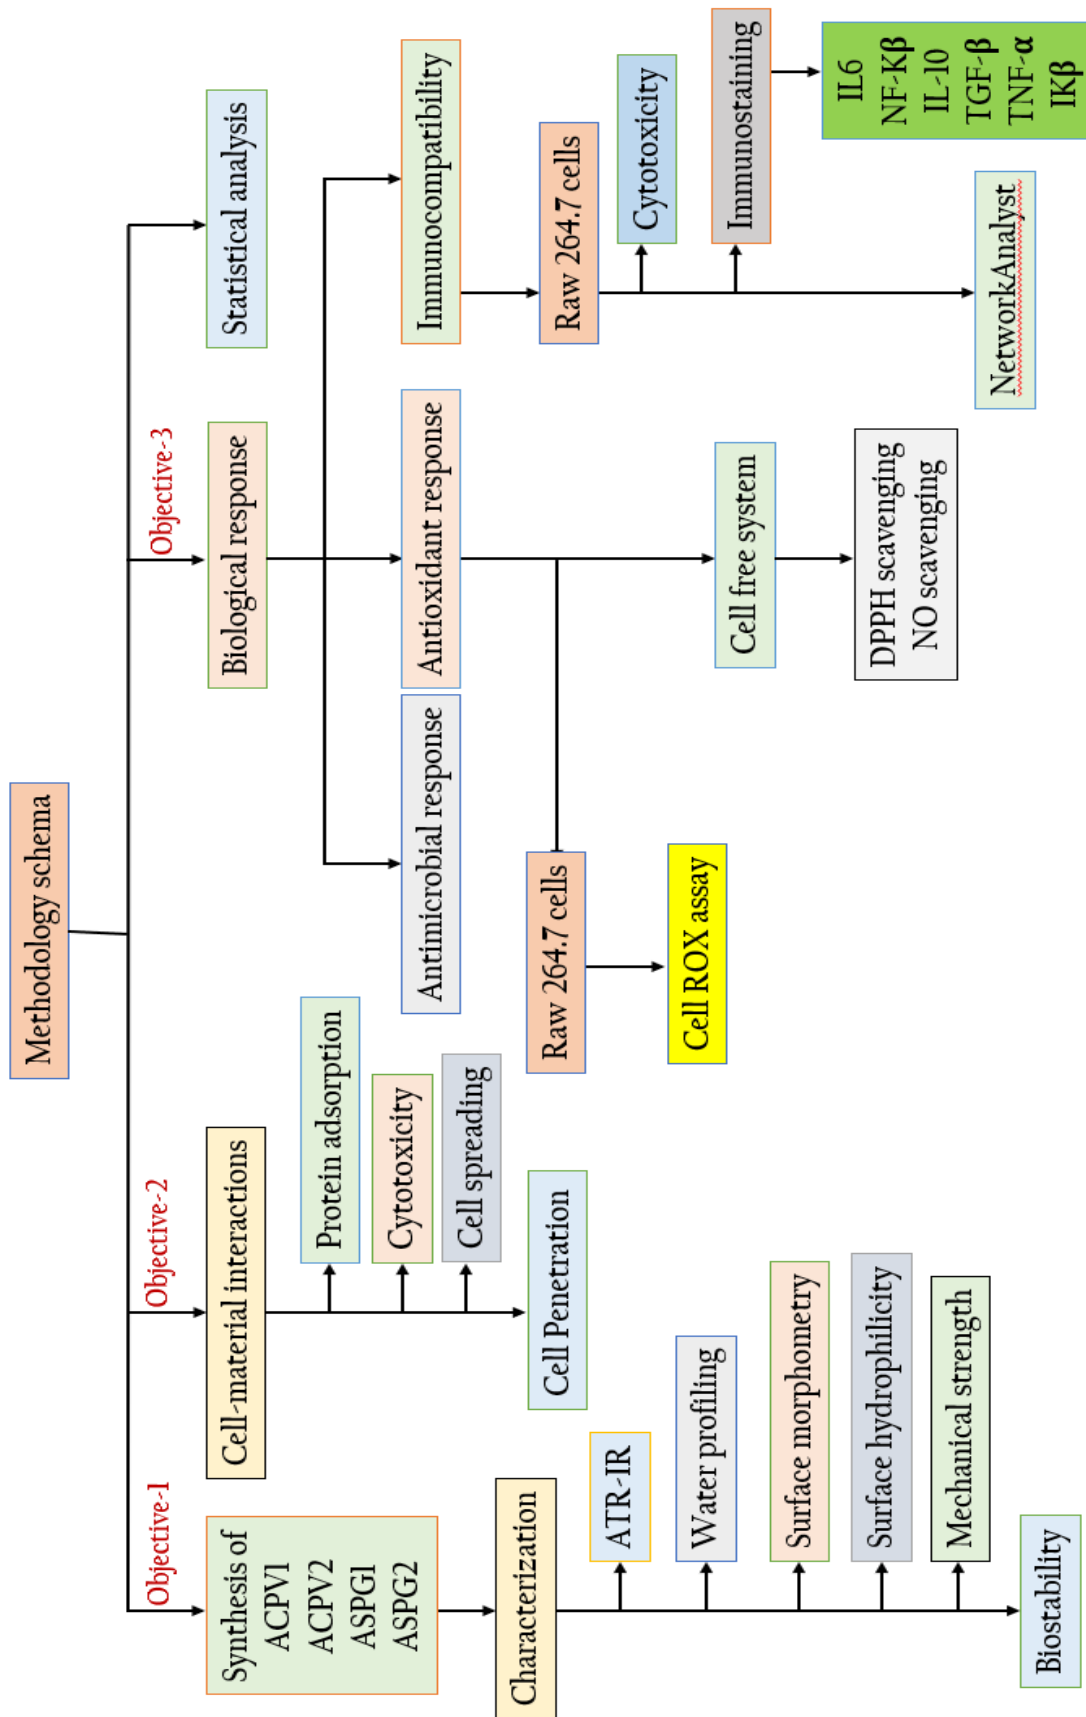 Methodology schema
Objective-1
Objective-2
Objective-3
Synthesis of
ACPV1
ACPV2
ASPG1
ASPG2
Cell-material interactions
Biological response
Statistical analysis
Characterization
ATR-IR
Water profiling
Surface morphometry
Surface hydrophilicity
Mechanical strength
Biostability
Protein adsorption
Cytotoxicity
Cell spreading
Cell Penetration
Antimicrobial response
Antioxidant response
Immunocompatibility
Raw 264.7 cells
Cell ROX assay
Cell free system
DPPH scavenging
NO scavenging
Raw 264.7 cells
Cytotoxicity
Immunostaining
NetworkAnalyst
IL6
NF-Kβ
IL-10
TGF-β
TNF-α
IKβ